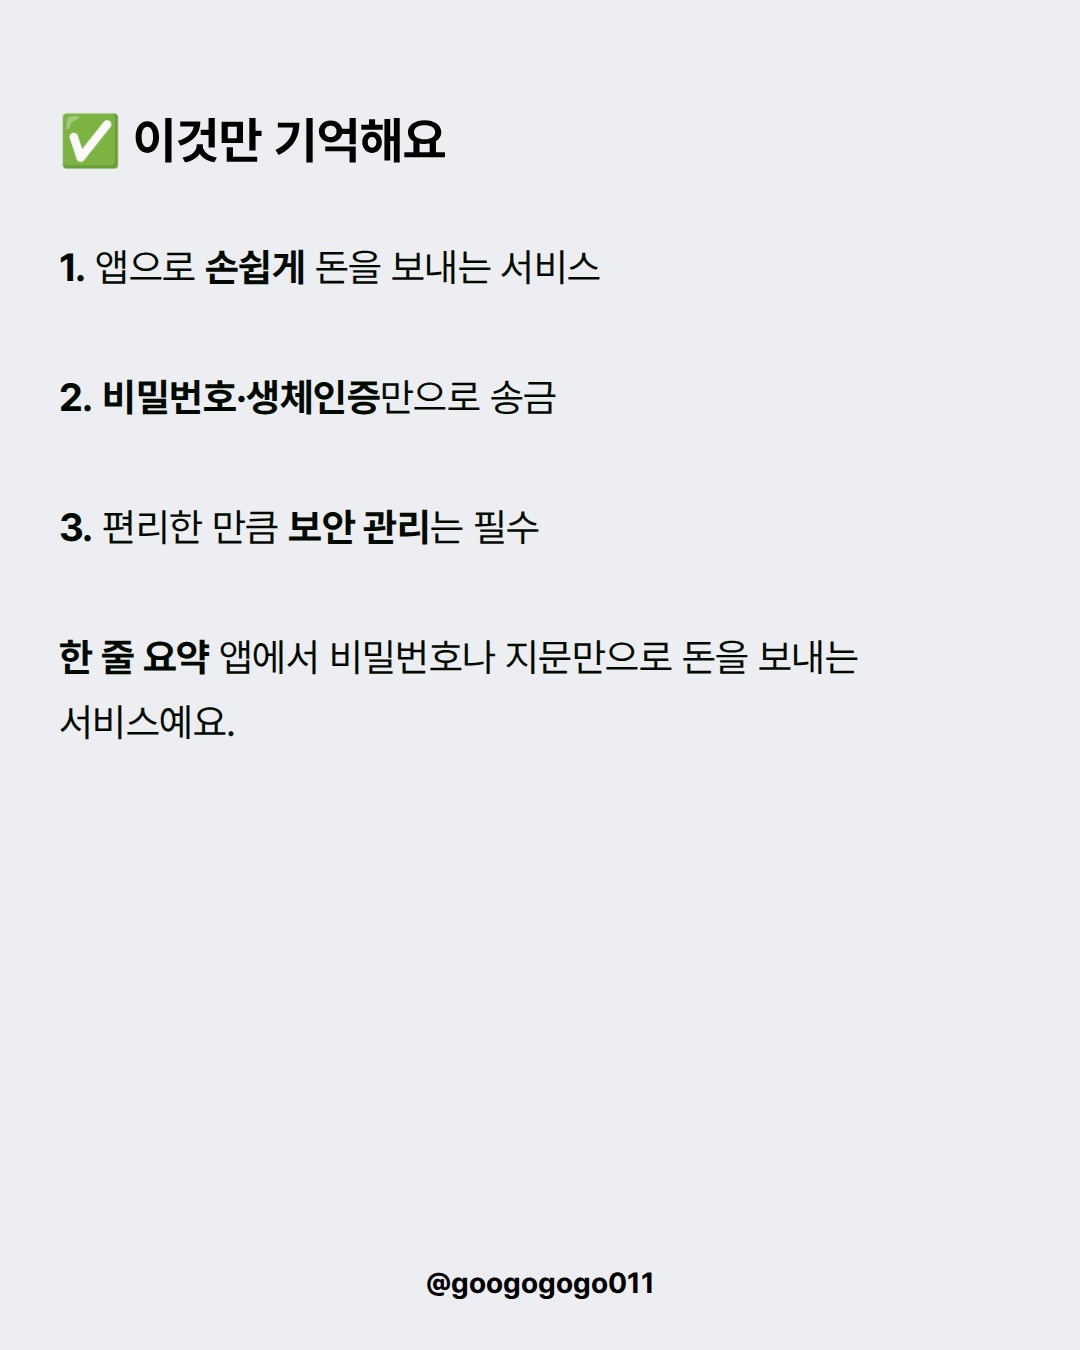 ✅ 이것만 기억해요
1. 앱으로 손쉽게 돈을 보내는 서비스
2. 비밀번호·생체인증만으로 송금
3. 편리한 만큼 보안 관리는 필수
한 줄 요약 앱에서 비밀번호나 지문만으로 돈을 보내는
서비스예요.
@googogogo011